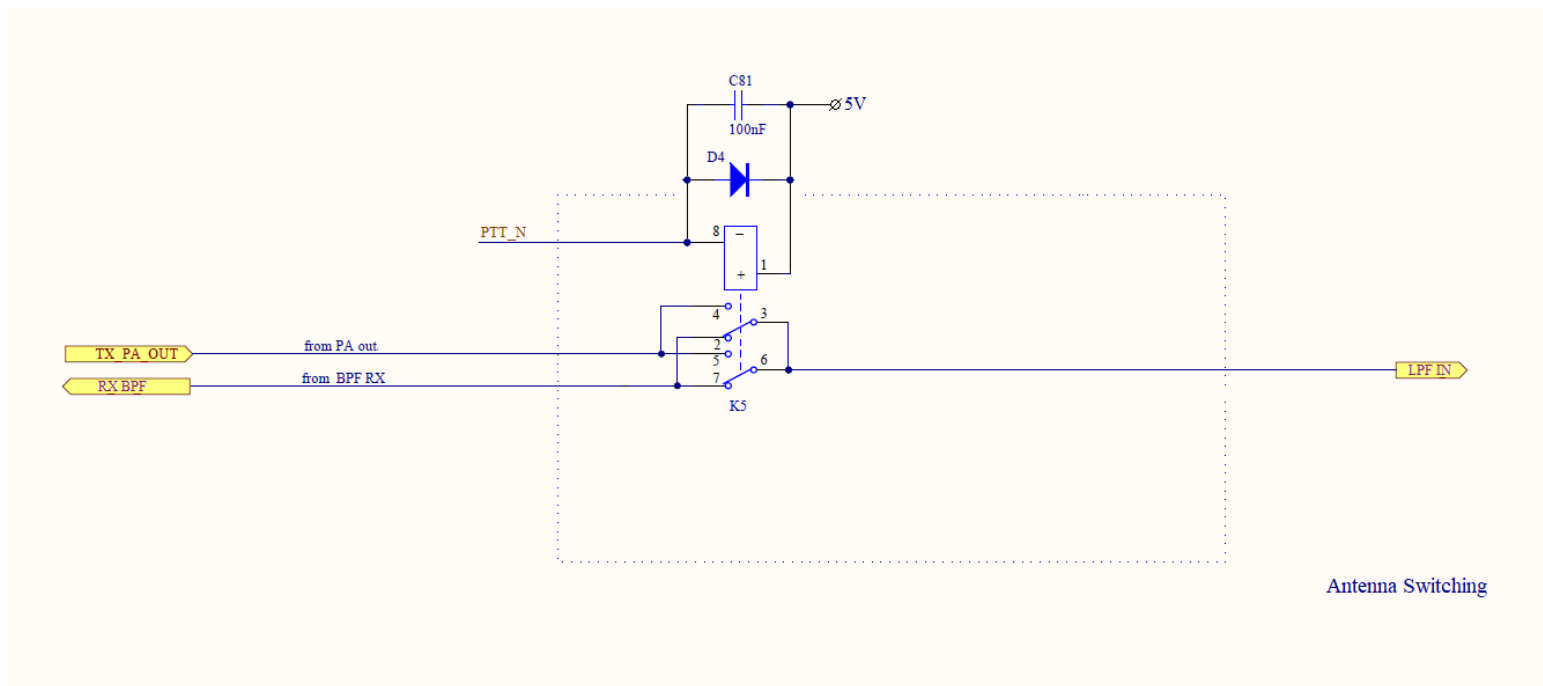 C81
5V
100nF
D4
PTT_N
8
−
1
+
4
3
from PA out
TX_PA_OUT
2
5
6
LPF IN
from BPF RX
RX BPF
7
K5
Antenna Switching